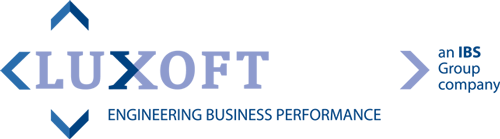 LUXOFT
an IBS
Group
company
ENGINEERING BUSINESS PERFORMANCE